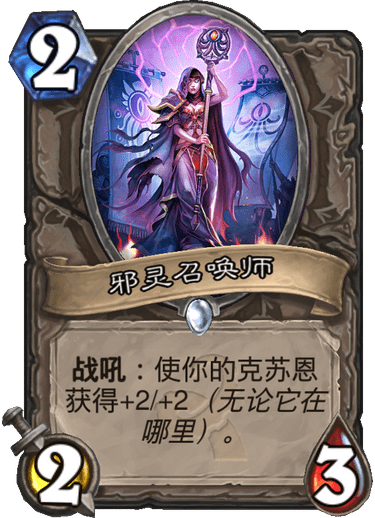 2
邪灵召唤师
战吼：使你的克苏恩
获得+2/+2（无论它在
哪里）。
2
3